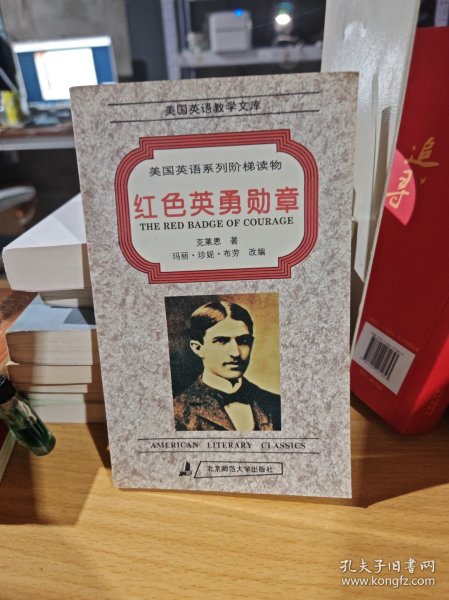 美国英语教学文库
美国英语系列阶梯读物
红色英勇勋章
THE RED BADGE OF COURAGE
克莱恩 著
玛丽·珍妮·布劳 改编
AMERICAN LITERARY CLASSICS
北京师范大学出版社
追
寻
孔夫子旧书网
www.kongfz.com